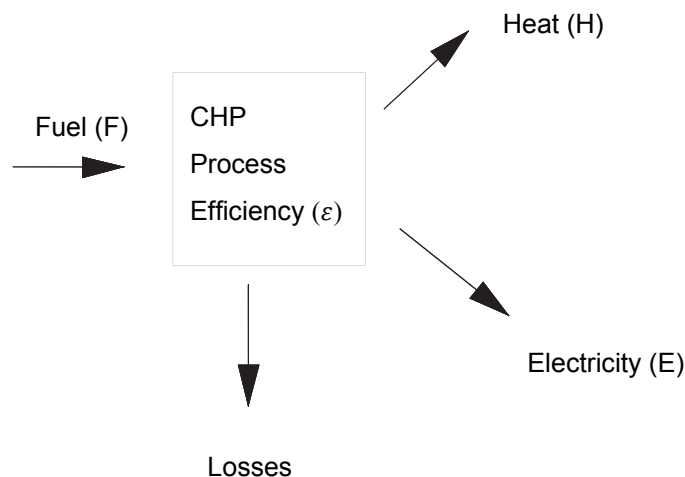 Heat (H)
Fuel (F)
CHP
Process
Efficiency (ε)
Electricity (E)
Losses